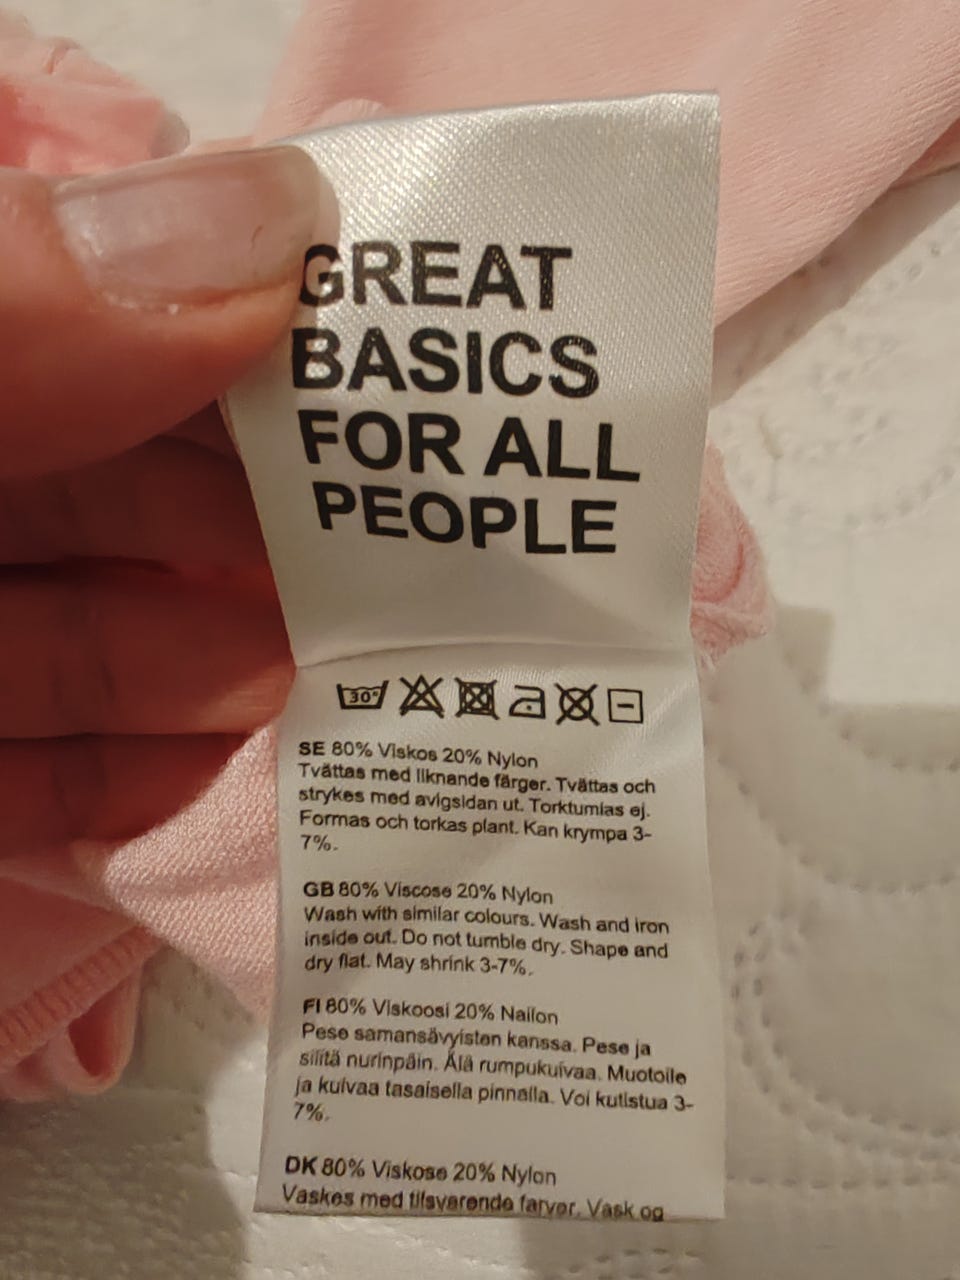 GREAT
BASICS
FOR ALL
PEOPLE
30°
SE 80% Viskos 20% Nylon
Tvättas med liknande färger. Tvättas och
strykes med avigsidan ut. Torktumlas ej.
Formas och torkas plant. Kan krympa 3-
7%.
GB 80% Viscose 20% Nylon
Wash with similar colours. Wash and iron
inside out. Do not tumble dry. Shape and
dry flat. May shrink 3-7%.
FI 80% Viskoosi 20% Nailon
Pese samansävyisten kanssa. Pese ja
silitä nurinpäin. Älä rumpukuivaa. Muotoile
ja kuivaa tasaisella pinnalla. Voi kutistua 3-
7%.
DK 80% Viskose 20% Nylon
Vaskes med tilsvarende farver. Vask og